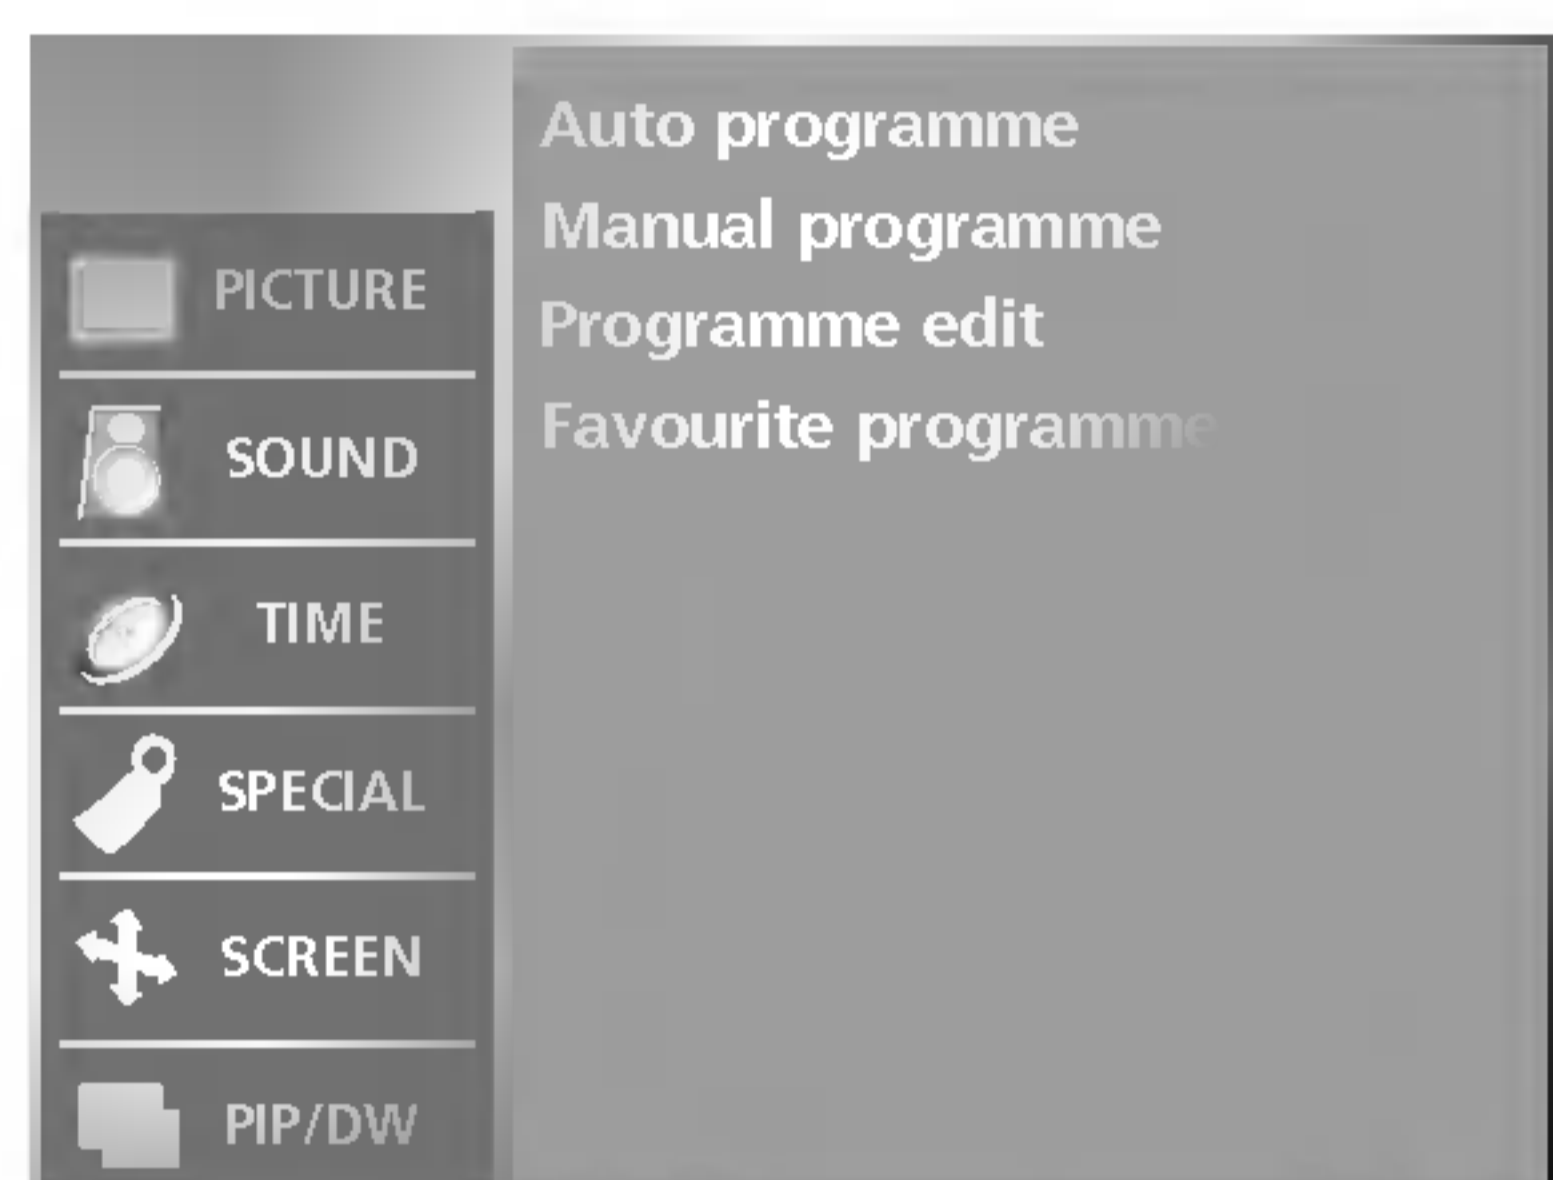 Auto programme
Manual programme
Programme edit
Favourite programme
PICTURE
SOUND
TIME
SPECIAL
SCREEN
PIP/DW